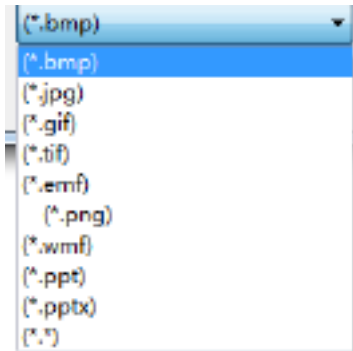 (*.bmp)
(*.bmp)
(*.jpg)
(*.gif)
(*.tif)
(*.emf)
(*.png)
(*.wmf)
(*.ppt)
(*.pptx)
(*.*)